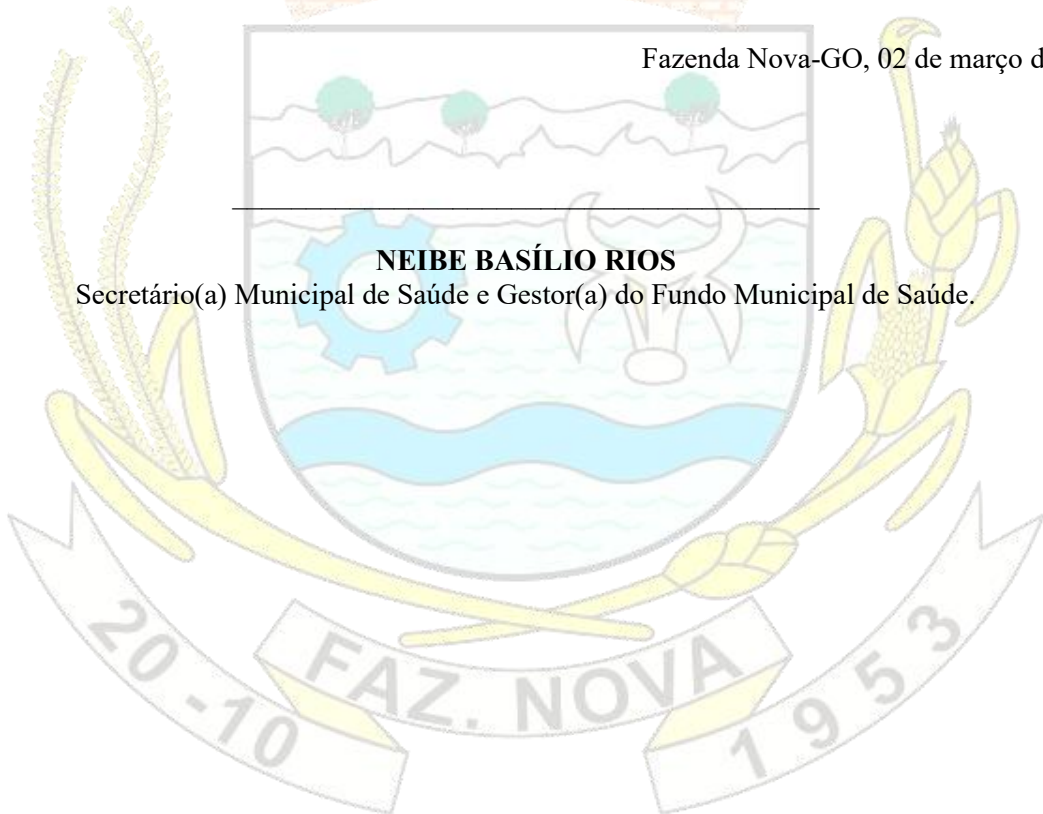 Fazenda Nova-GO, 02 de março d
NEIBE BASÍLIO RIOS
Secretário(a) Municipal de Saúde e Gestor(a) do Fundo Municipal de Saúde.
20-10
FAZ. NOVA
1953